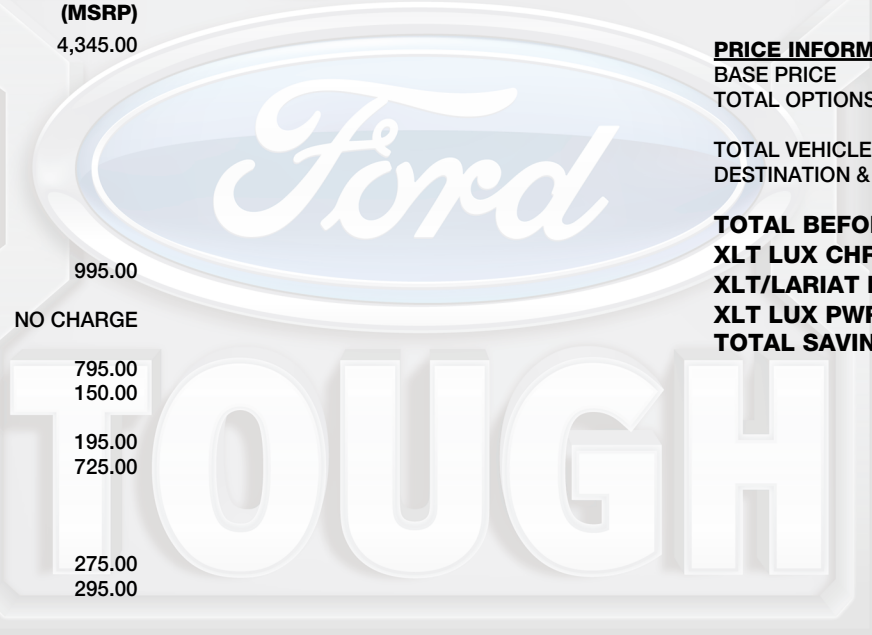 (MSRP)
4,345.00
995.00
NO CHARGE
795.00
150.00
195.00
725.00
275.00
295.00
PRICE INFORM
BASE PRICE
TOTAL OPTIONS
TOTAL VEHICLE
DESTINATION &
TOTAL BEFO
XLT LUX CHR
XLT/LARIAT
XLT LUX PWR
TOTAL SAVIN
Ford
TOUGH